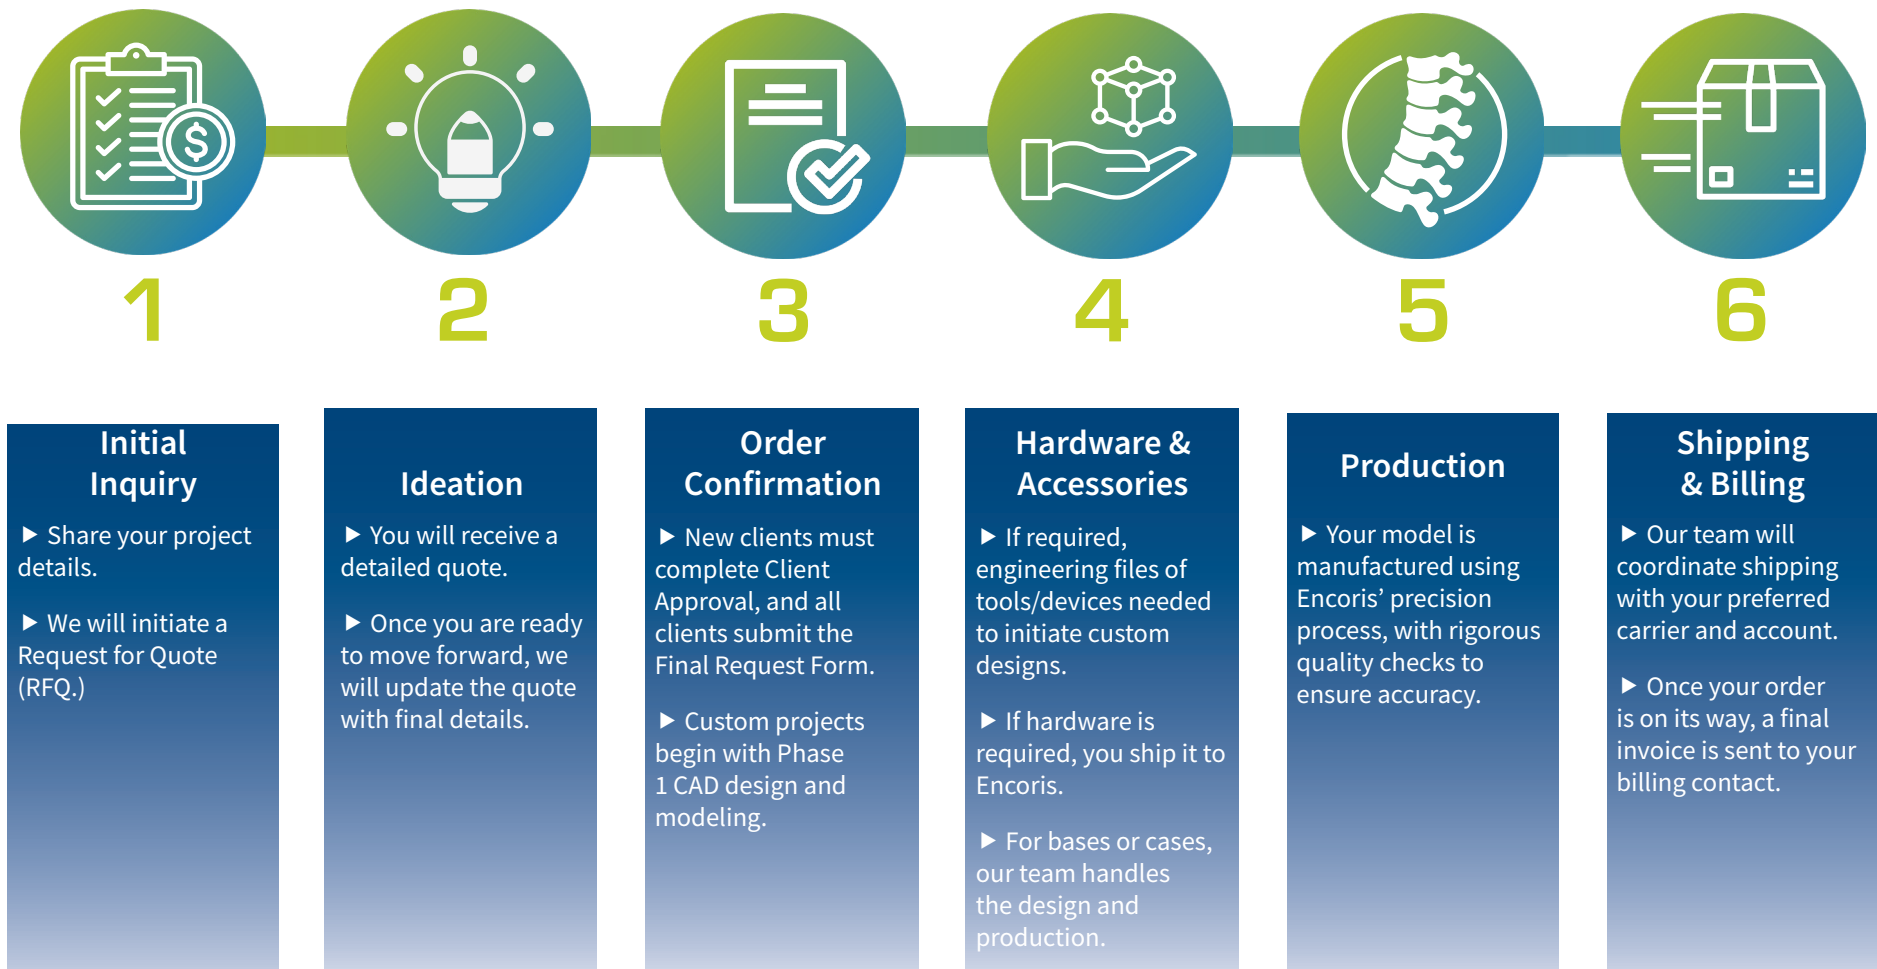 $
1
2
3
4
5
6
Initial
Inquiry
▶ Share your project
details.
▶ We will initiate a
Request for Quote
(RFQ.)
Ideation
▶ You will receive a
detailed quote.
▶ Once you are ready
to move forward, we
will update the quote
with final details.
Order
Confirmation
▶ New clients must
complete Client
Approval, and all
clients submit the
Final Request Form.
▶ Custom projects
begin with Phase
1 CAD design and
modeling.
Hardware &
Accessories
▶ If required,
engineering files of
tools/devices needed
to initiate custom
designs.
▶ If hardware is
required, you ship it to
Encoris.
▶ For bases or cases,
our team handles
the design and
production.
Production
▶ Your model is
manufactured using
Encoris’ precision
process, with rigorous
quality checks to
ensure accuracy.
Shipping
& Billing
▶ Our team will
coordinate shipping
with your preferred
carrier and account.
▶ Once your order
is on its way, a final
invoice is sent to your
billing contact.